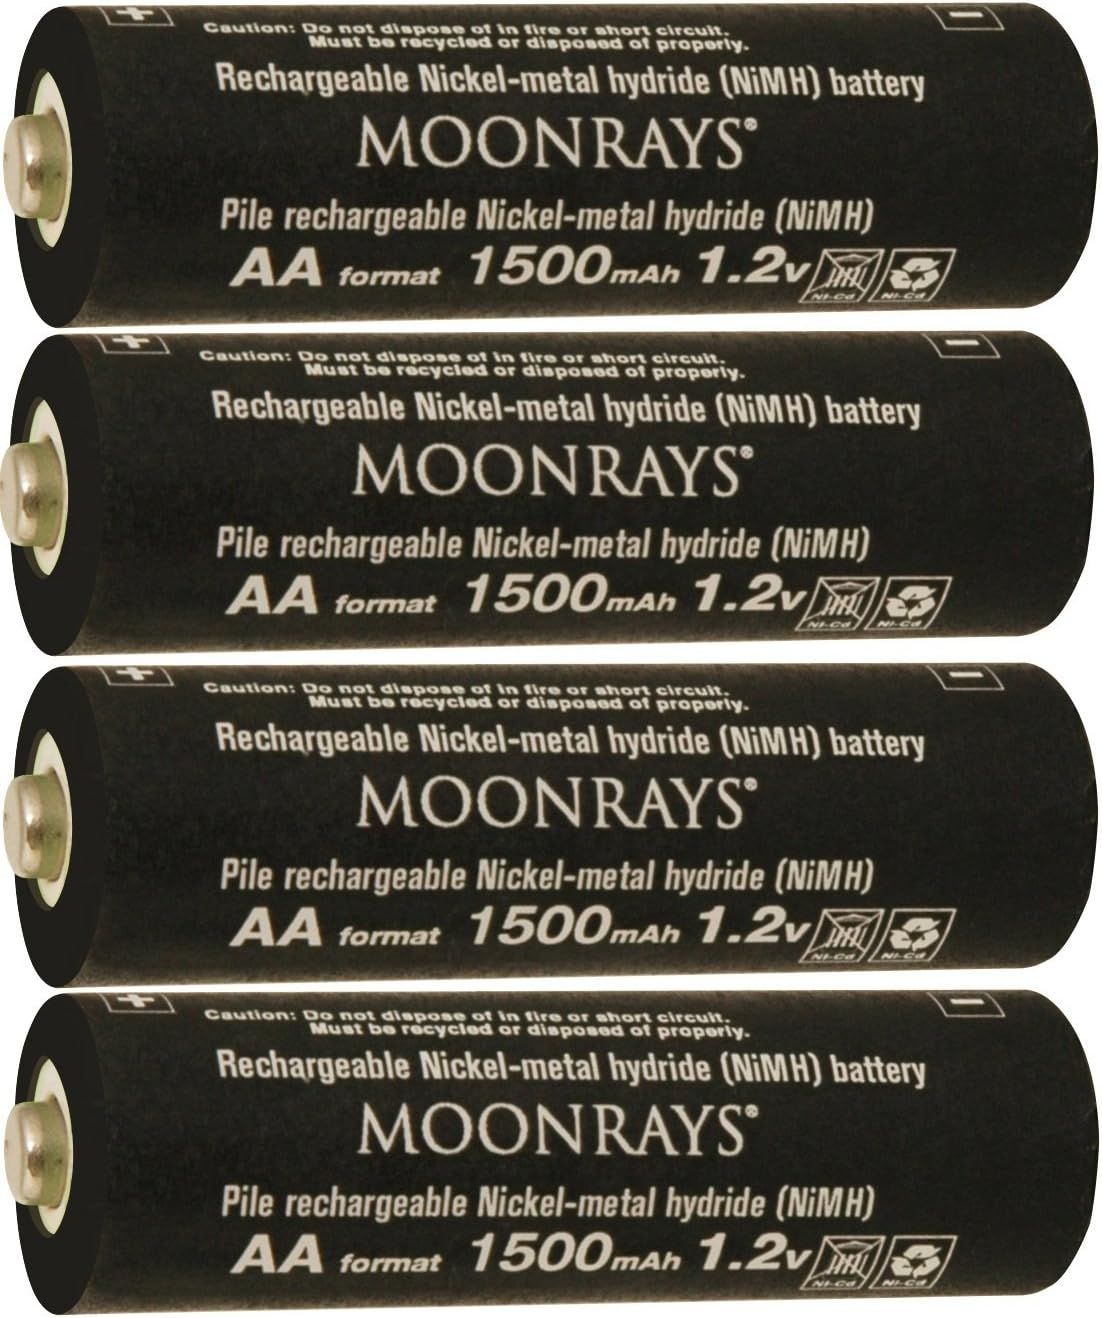 + −
Caution: Do not dispose of in fire or short circuit.
Must be recycled or disposed of properly.
Rechargeable Nickel-metal hydride (NiMH) battery
MOONRAYS®
Pile rechargeable Nickel-metal hydride (NiMH)
AA format 1500mAh 1.2v
Ni-Cd Ni-Cd
+ −
Caution: Do not dispose of in fire or short circuit.
Must be recycled or disposed of properly.
Rechargeable Nickel-metal hydride (NiMH) battery
MOONRAYS®
Pile rechargeable Nickel-metal hydride (NiMH)
AA format 1500mAh 1.2v
Ni-Cd Ni-Cd
+ −
Caution: Do not dispose of in fire or short circuit.
Must be recycled or disposed of properly.
Rechargeable Nickel-metal hydride (NiMH) battery
MOONRAYS®
Pile rechargeable Nickel-metal hydride (NiMH)
AA format 1500mAh 1.2v
Ni-Cd Ni-Cd
+ −
Caution: Do not dispose of in fire or short circuit.
Must be recycled or disposed of properly.
Rechargeable Nickel-metal hydride (NiMH) battery
MOONRAYS®
Pile rechargeable Nickel-metal hydride (NiMH)
AA format 1500mAh 1.2v
Ni-Cd Ni-Cd